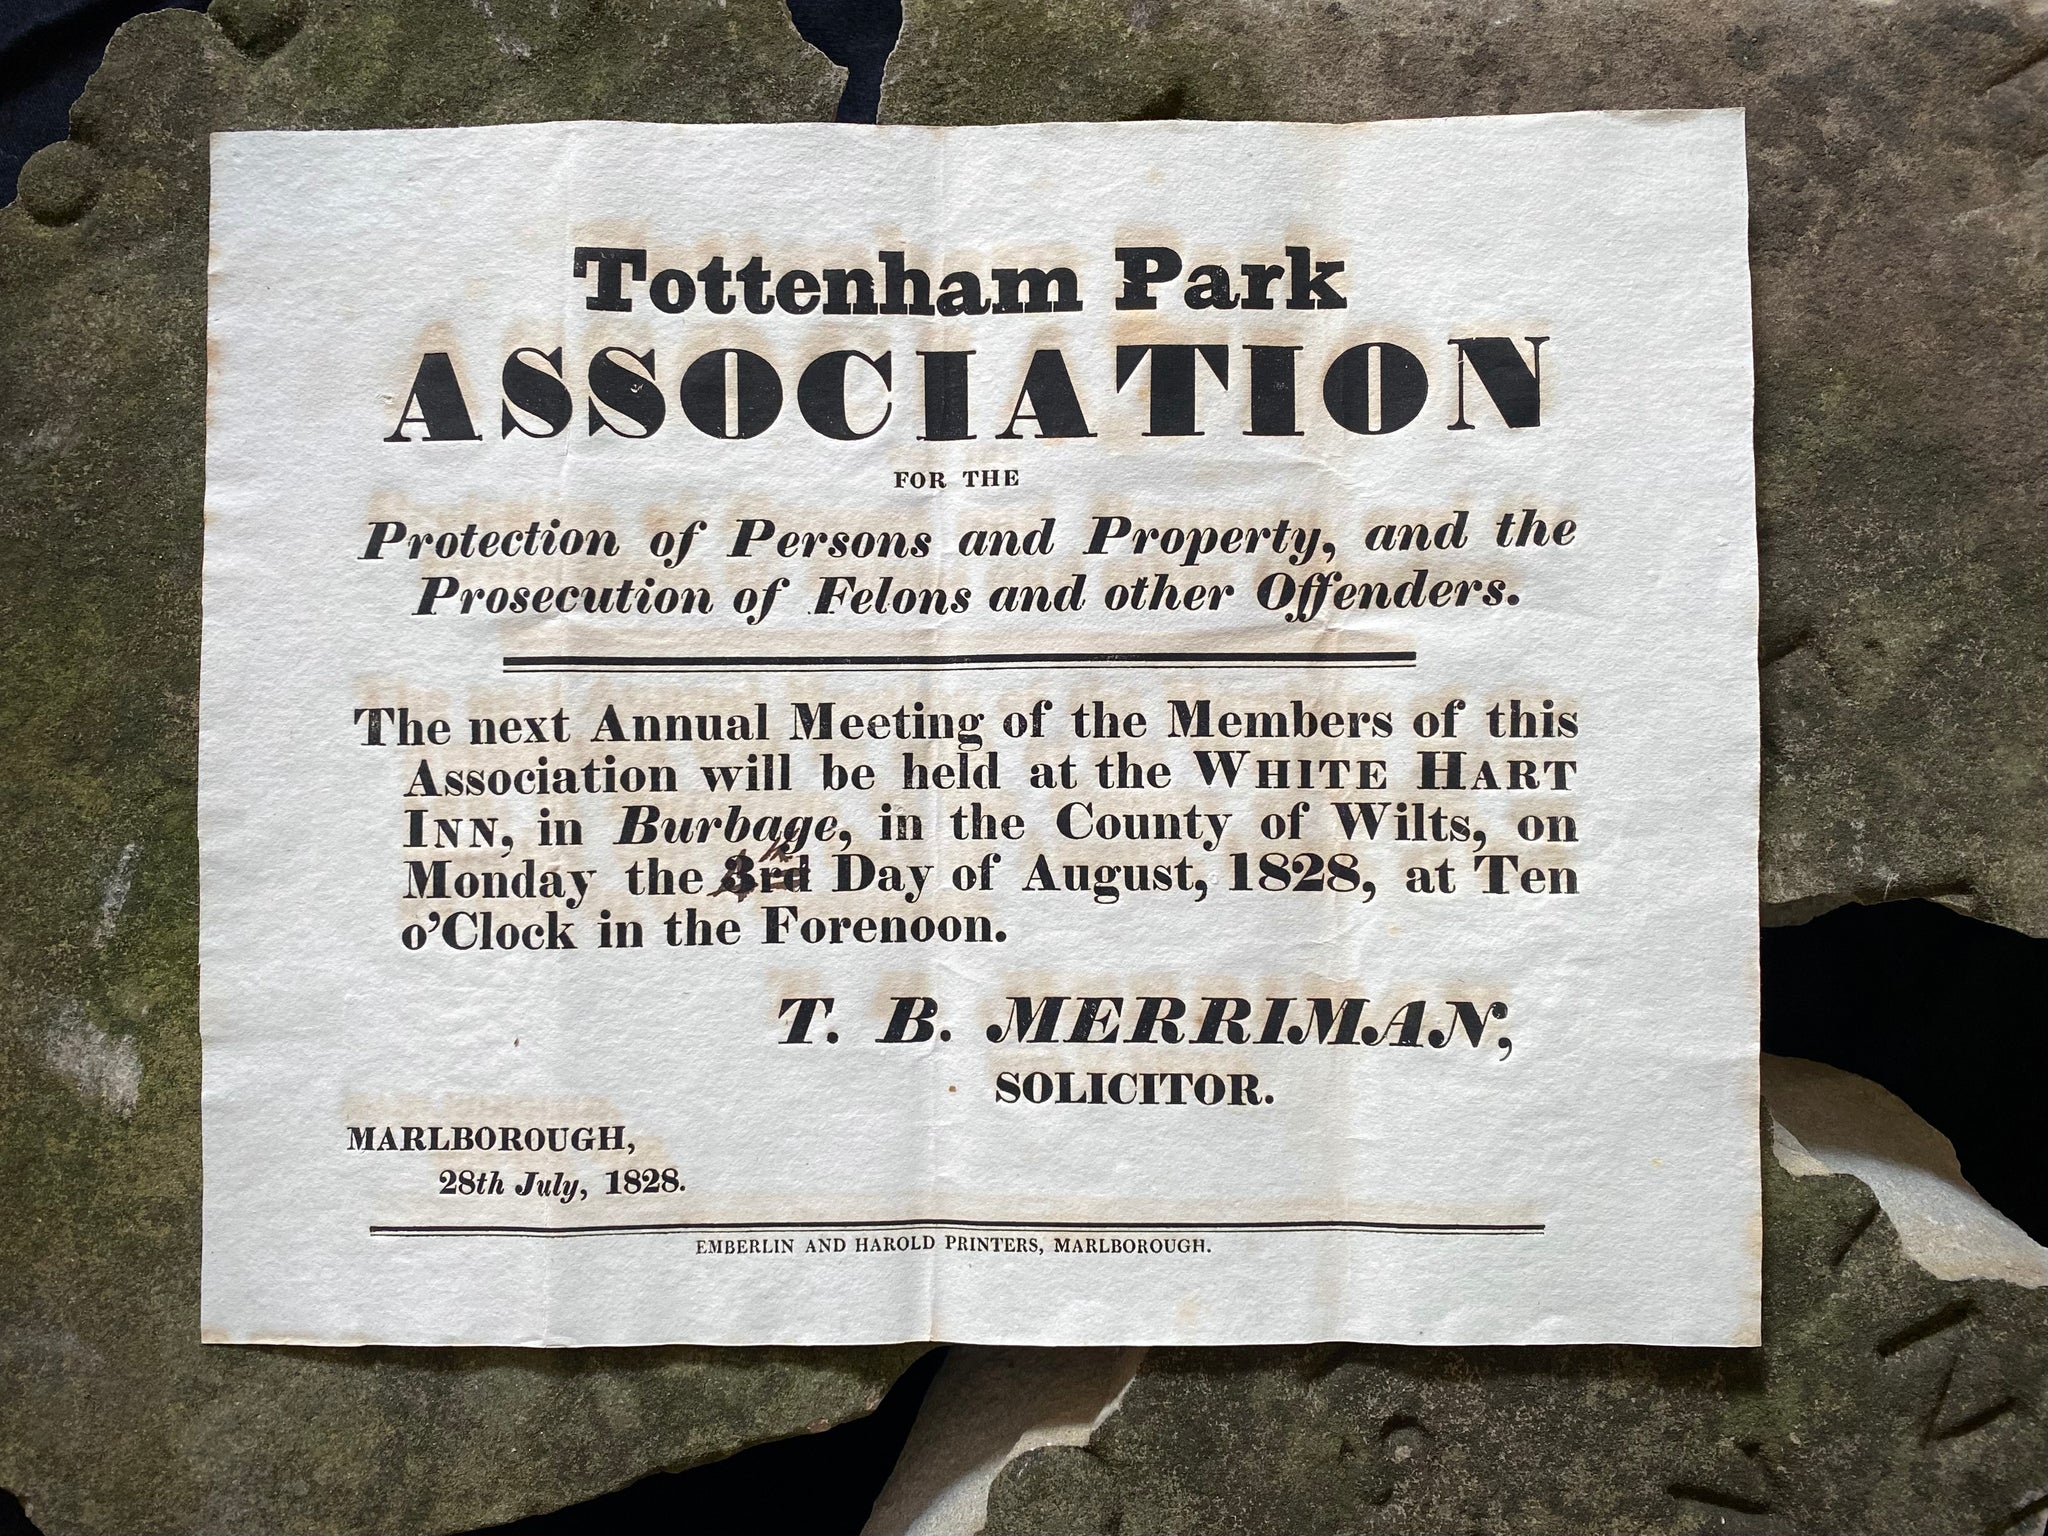 Tottenham Park
ASSOCIATION
FOR THE
Protection of Persons and Property, and the
Prosecution of Felons and other Offenders.
The next Annual Meeting of the Members of this
Association will be held at the WHITE HART
INN, in Burbage, in the County of Wilts, on
Monday the 3rd Day of August, 1828, at Ten
o'Clock in the Forenoon.
T. B. MERRIMAN,
SOLICITOR.
MARLBOROUGH,
28th July, 1828.
EMBERLIN AND HAROLD PRINTERS, MARLBOROUGH.